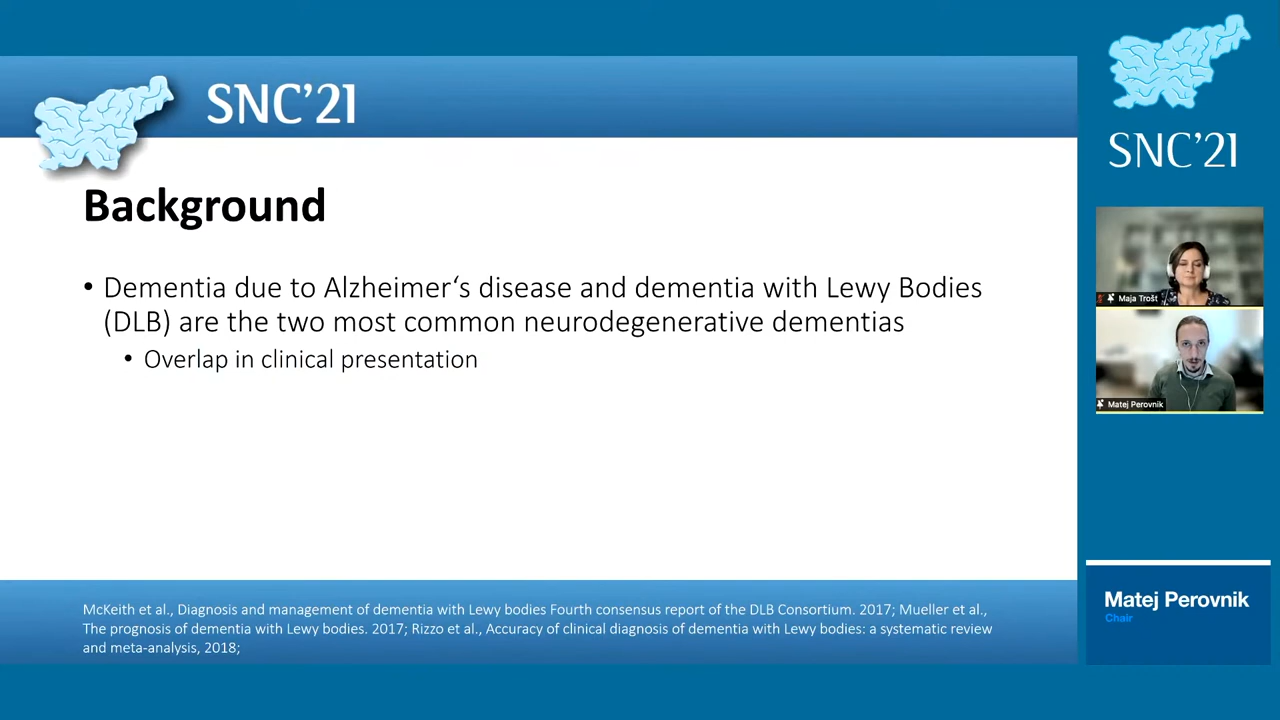 SNC’21
Background
• Dementia due to Alzheimer‘s disease and dementia with Lewy Bodies
(DLB) are the two most common neurodegenerative dementias
• Overlap in clinical presentation
McKeith et al., Diagnosis and management of dementia with Lewy bodies Fourth consensus report of the DLB Consortium. 2017; Mueller et al.,
The prognosis of dementia with Lewy bodies. 2017; Rizzo et al., Accuracy of clinical diagnosis of dementia with Lewy bodies: a systematic review
and meta-analysis, 2018;
SNC’21
Maja Trošt
Matej Perovnik
Matej Perovnik
Chair